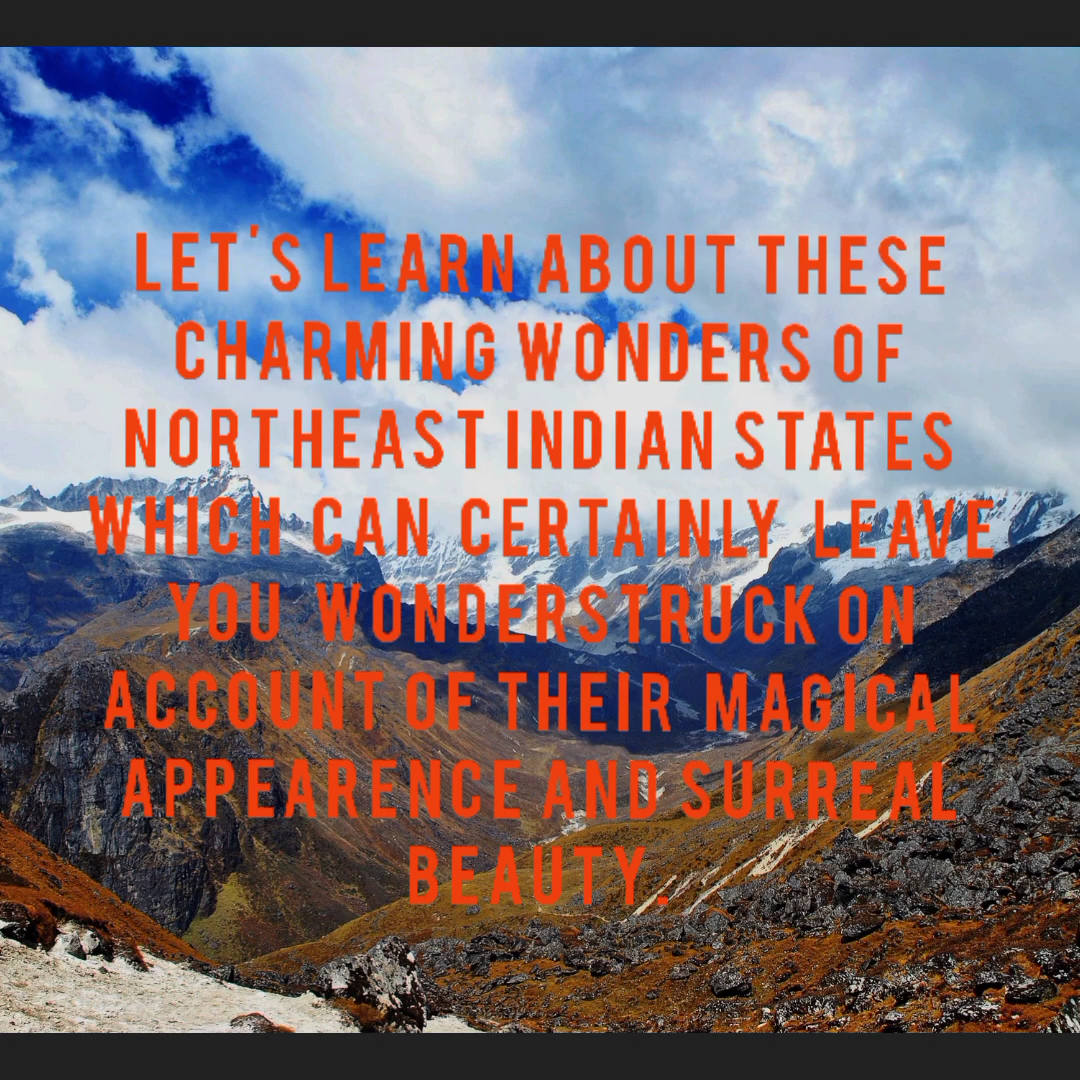 LET'S LEARN ABOUT THESE
CHARMING WONDERS OF
NORTHEAST INDIAN STATES
WHICH CAN CERTAINLY LEAVE
YOU WONDERSTRUCK ON
ACCOUNT OF THEIR MAGICAL
APPEARENCE AND SURREAL
BEAUTY.